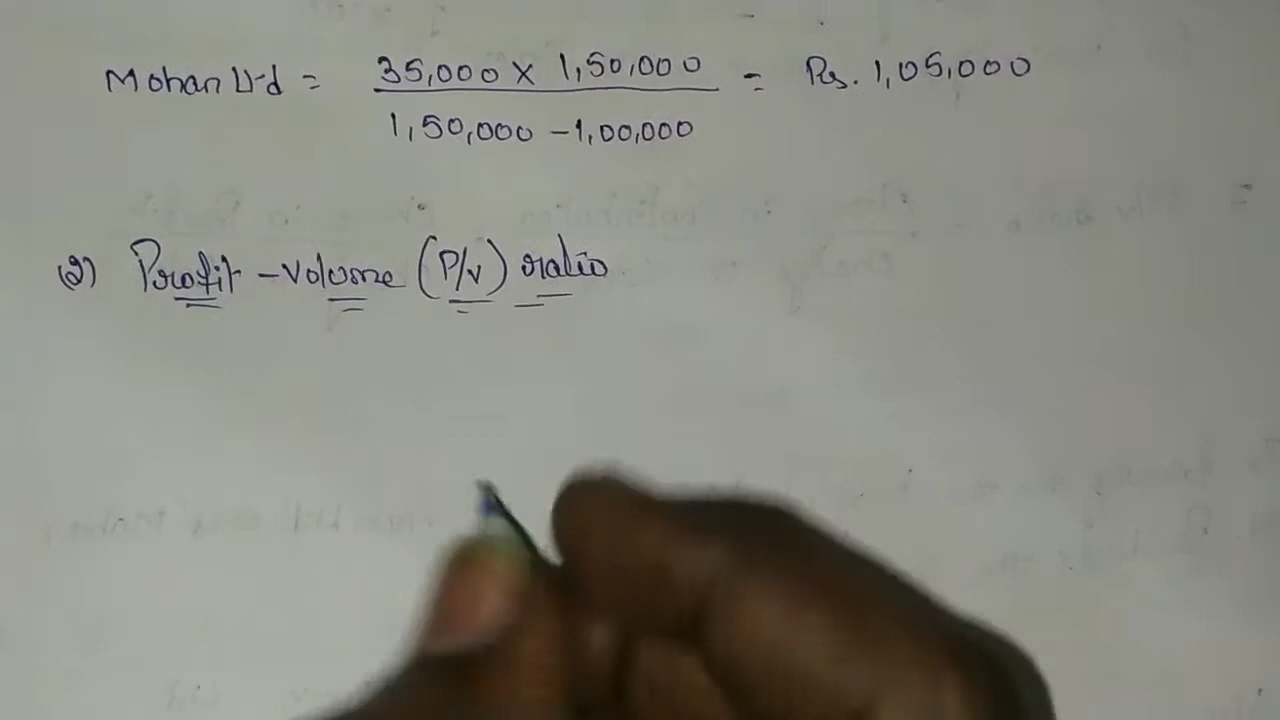 Mohan Ltd = 35,000 × 1,50,000 / 1,50,000 - 1,00,000 = Rs. 1,05,000
(2) Profit - Volume (P/V) ratio